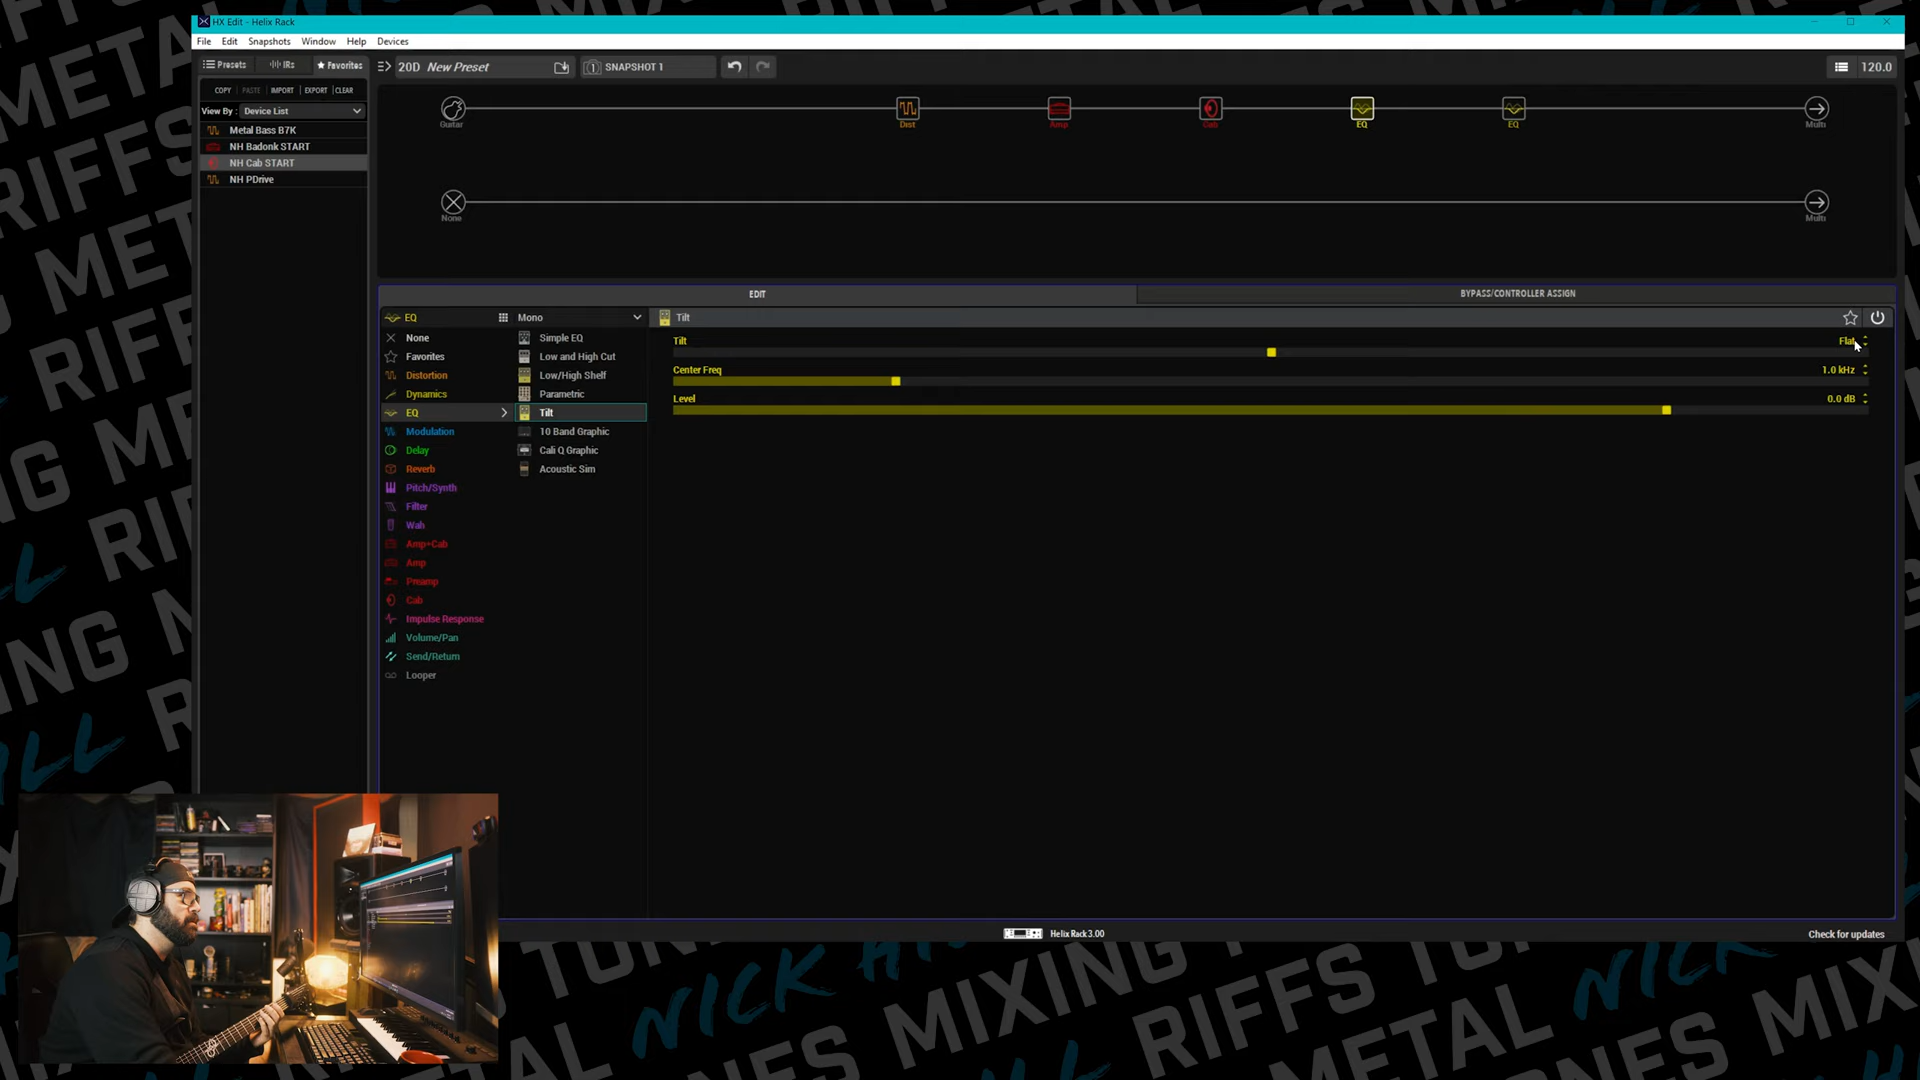 HX Edit - Helix Rack
File Edit Snapshots Window Help Devices
Presets IRs Favorites
20D New Preset
SNAPSHOT 1
120.0
COPY PASTE IMPORT EXPORT CLEAR
View By : Device List
Metal Bass B7K
NH Badonk START
NH Cab START
NH PDrive
Guitar
Dist
Amp
Cab
EQ
EQ
Multi
None
Multi
EDIT
BYPASS/CONTROLLER ASSIGN
EQ
Mono
Tilt
None
Favorites
Distortion
Dynamics
EQ
Modulation
Delay
Reverb
Pitch/Synth
Filter
Wah
Amp+Cab
Amp
Preamp
Cab
Impulse Response
Volume/Pan
Send/Return
Looper
Simple EQ
Low and High Cut
Low/High Shelf
Parametric
Tilt
10 Band Graphic
Cali Q Graphic
Acoustic Sim
Tilt Flat
Center Freq 1.0 kHz
Level 0.0 dB
Helix Rack 3.00
Check for updates
MIXING
RIFFS
METAL
NICK